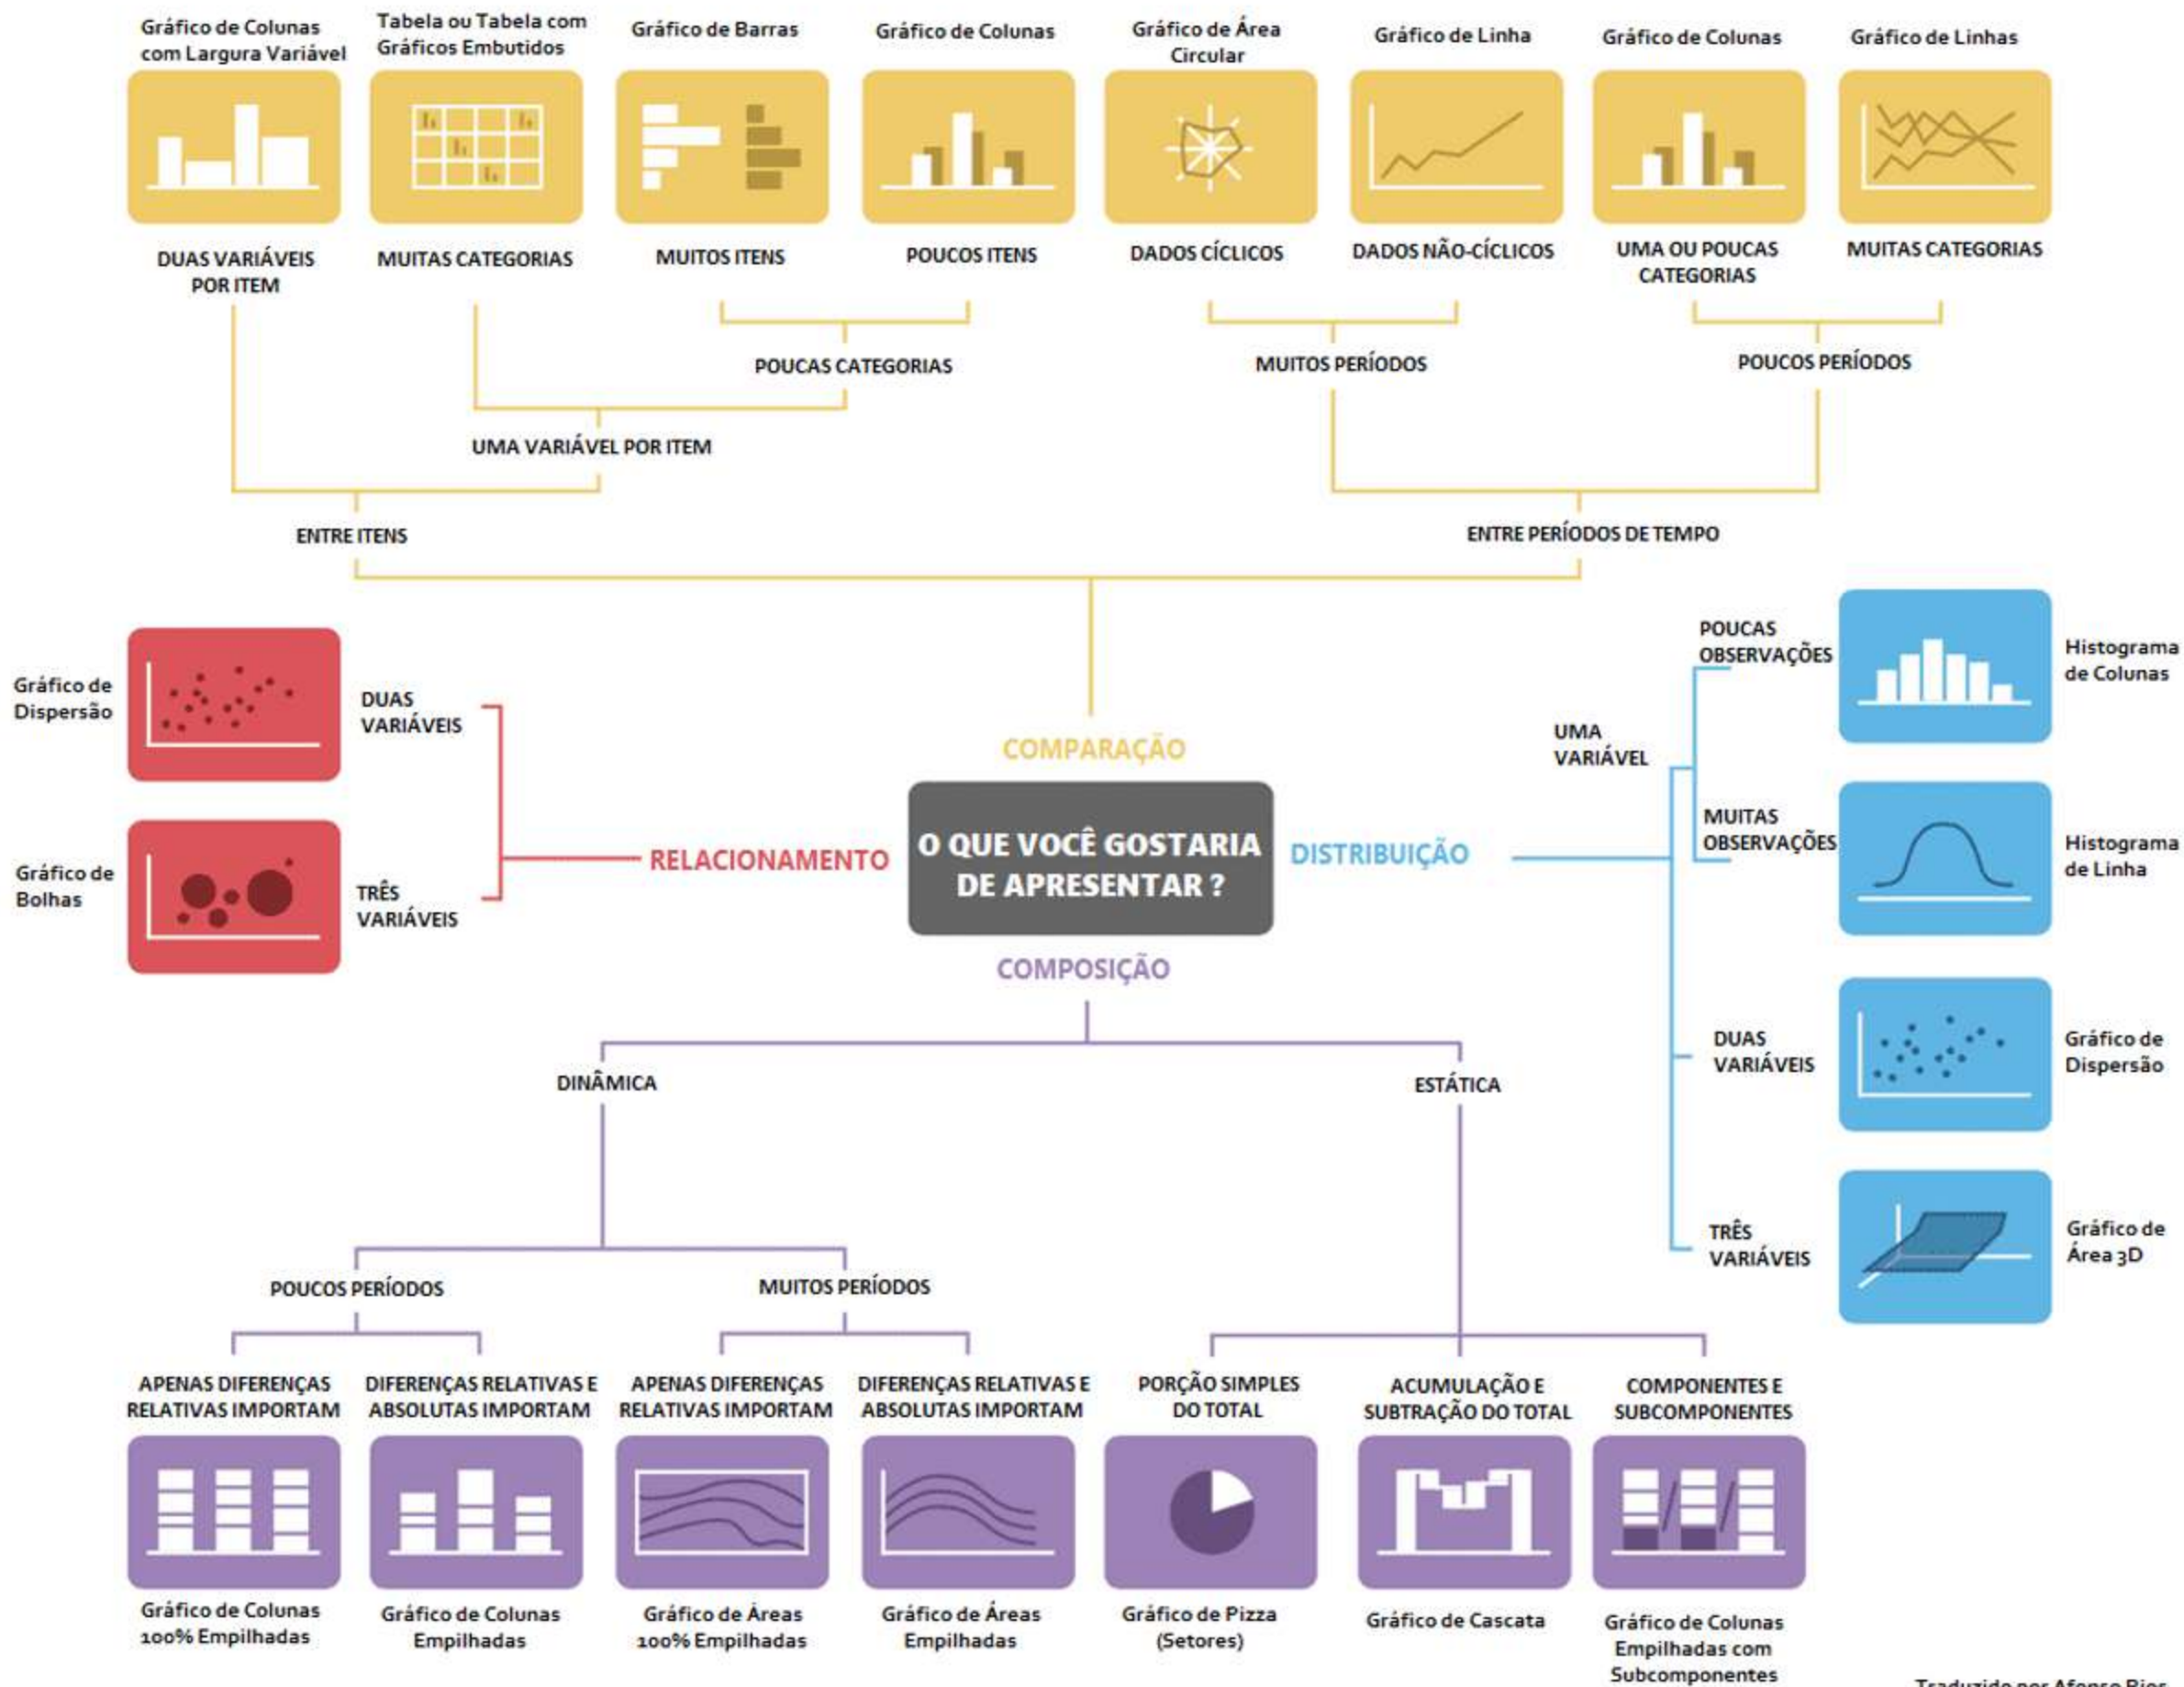 Gráfico de Colunas
com Largura Variável
Tabela ou Tabela com
Gráficos Embutidos
Gráfico de Barras
Gráfico de Colunas
Gráfico de Área
Circular
Gráfico de Linha
Gráfico de Colunas
Gráfico de Linhas
DUAS VARIÁVEIS
POR ITEM
MUITAS CATEGORIAS
MUITOS ITENS
POUCOS ITENS
DADOS CÍCLICOS
DADOS NÃO-CÍCLICOS
UMA OU POUCAS
CATEGORIAS
MUITAS CATEGORIAS
POUCAS CATEGORIAS
MUITOS PERÍODOS
POUCOS PERÍODOS
UMA VARIÁVEL POR ITEM
ENTRE ITENS
ENTRE PERÍODOS DE TEMPO
COMPARAÇÃO
O QUE VOCÊ GOSTARIA
DE APRESENTAR ?
RELACIONAMENTO
DUAS
VARIÁVEIS
Gráfico de
Dispersão
TRÊS
VARIÁVEIS
Gráfico de
Bolhas
DISTRIBUIÇÃO
UMA
VARIÁVEL
POUCAS
OBSERVAÇÕES
Histograma
de Colunas
MUITAS
OBSERVAÇÕES
Histograma
de Linha
DUAS
VARIÁVEIS
Gráfico de
Dispersão
TRÊS
VARIÁVEIS
Gráfico de
Área 3D
COMPOSIÇÃO
DINÂMICA
ESTÁTICA
POUCOS PERÍODOS
MUITOS PERÍODOS
APENAS DIFERENÇAS
RELATIVAS IMPORTAM
DIFERENÇAS RELATIVAS E
ABSOLUTAS IMPORTAM
APENAS DIFERENÇAS
RELATIVAS IMPORTAM
DIFERENÇAS RELATIVAS E
ABSOLUTAS IMPORTAM
PORÇÃO SIMPLES
DO TOTAL
ACUMULAÇÃO E
SUBTRAÇÃO DO TOTAL
COMPONENTES E
SUBCOMPONENTES
Gráfico de Colunas
100% Empilhadas
Gráfico de Colunas
Empilhadas
Gráfico de Áreas
100% Empilhadas
Gráfico de Áreas
Empilhadas
Gráfico de Pizza
(Setores)
Gráfico de Cascata
Gráfico de Colunas
Empilhadas com
Subcomponentes
Traduzido por Afonso Rios